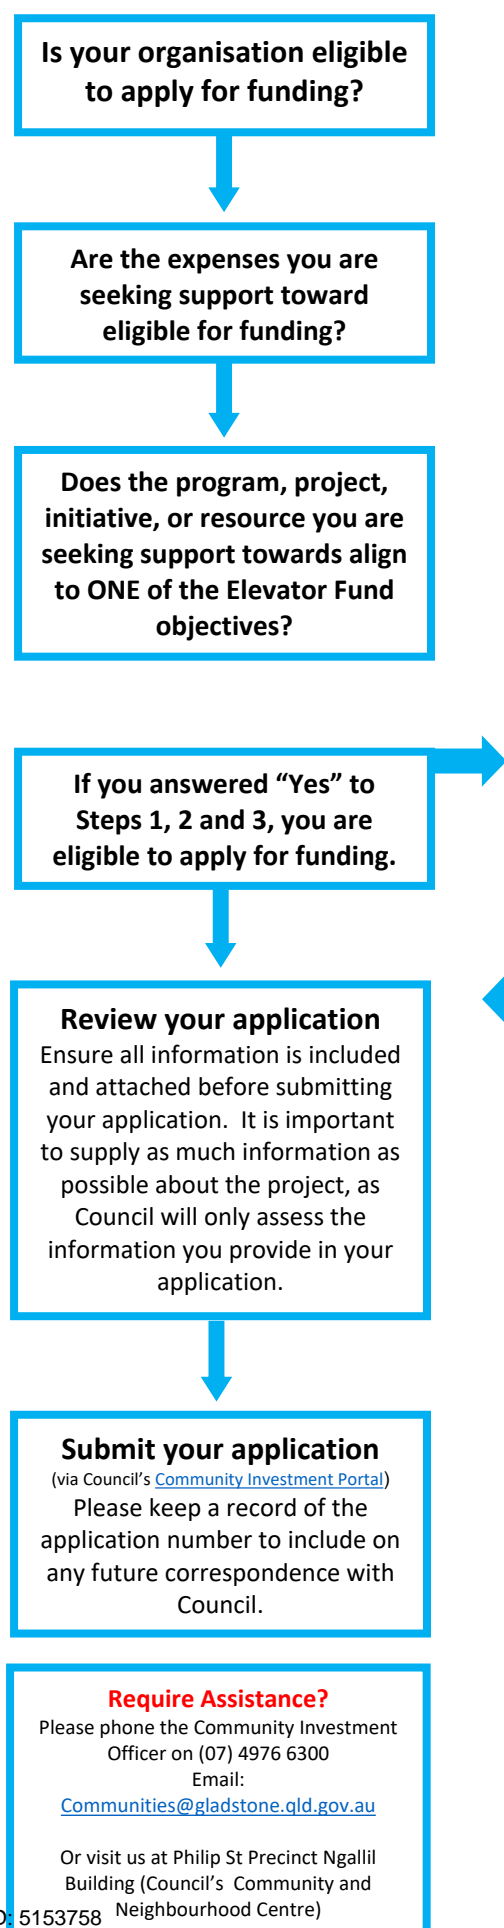 Is your organisation eligible
to apply for funding?
Are the expenses you are
seeking support toward
eligible for funding?
Does the program, project,
initiative, or resource you are
seeking support towards align
to ONE of the Elevator Fund
objectives?
If you answered “Yes” to
Steps 1, 2 and 3, you are
eligible to apply for funding.
Review your application
Ensure all information is included
and attached before submitting
your application.  It is important
to supply as much information as
possible about the project, as
Council will only assess the
information you provide in your
application.
Submit your application
(via Council’s Community Investment Portal)
Please keep a record of the
application number to include on
any future correspondence with
Council.
Require Assistance?
Please phone the Community Investment
Officer on (07) 4976 6300
Email:
Communities@gladstone.qld.gov.au
Or visit us at Philip St Precinct Ngallil
Building (Council’s  Community and
Neighbourhood Centre)
: 5153758